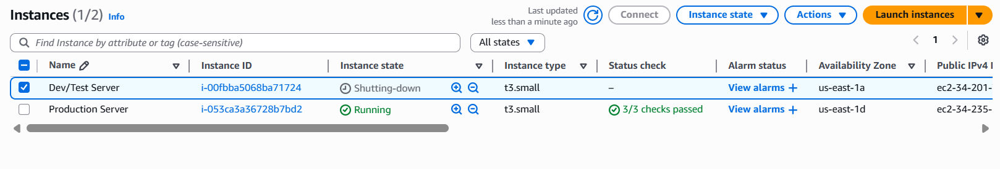 Instances (1/2) Info
Last updated
less than a minute ago
Connect
Instance state
Actions
Launch instances
Find Instance by attribute or tag (case-sensitive)
All states
1
Name Instance ID Instance state Instance type Status check Alarm status Availability Zone Public IPv4
Dev/Test Server i-00fbba5068ba71724 Shutting-down t3.small – View alarms + us-east-1a ec2-34-201-
Production Server i-053ca3a36728b7bd2 Running t3.small 3/3 checks passed View alarms + us-east-1d ec2-34-235-